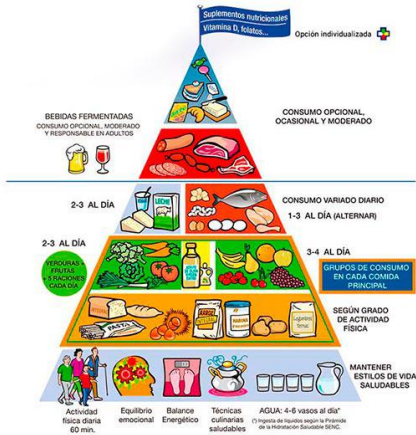 Suplementos nutricionales
Vitamina D, folatos...
Opción individualizada
BEBIDAS FERMENTADAS
CONSUMO OPCIONAL, MODERADO
Y RESPONSABLE EN ADULTOS
CONSUMO OPCIONAL,
OCASIONAL Y MODERADO
2-3 AL DÍA
LECHE
CONSUMO VARIADO DIARIO
1-3 AL DÍA (ALTERNAR)
2-3 AL DÍA
VERDURAS +
FRUTAS
+ 5 RACIONES
CADA DÍA
3-4 AL DÍA
GRUPOS DE CONSUMO
EN CADA COMIDA
PRINCIPAL
INTEGRAL
PASTA
ARROZ
HARINA
Legumbres
SEGÚN GRADO
DE ACTIVIDAD
FÍSICA
MANTENER
ESTILOS DE VIDA
SALUDABLES
Actividad
física diaria
60 min.
Equilibrio
emocional
Balance
Energético
Técnicas
culinarias
saludables
AGUA: 4-6 vasos al día*
(*) Ingesta de líquidos según la Pirámide
de la Hidratación Saludable SENC.